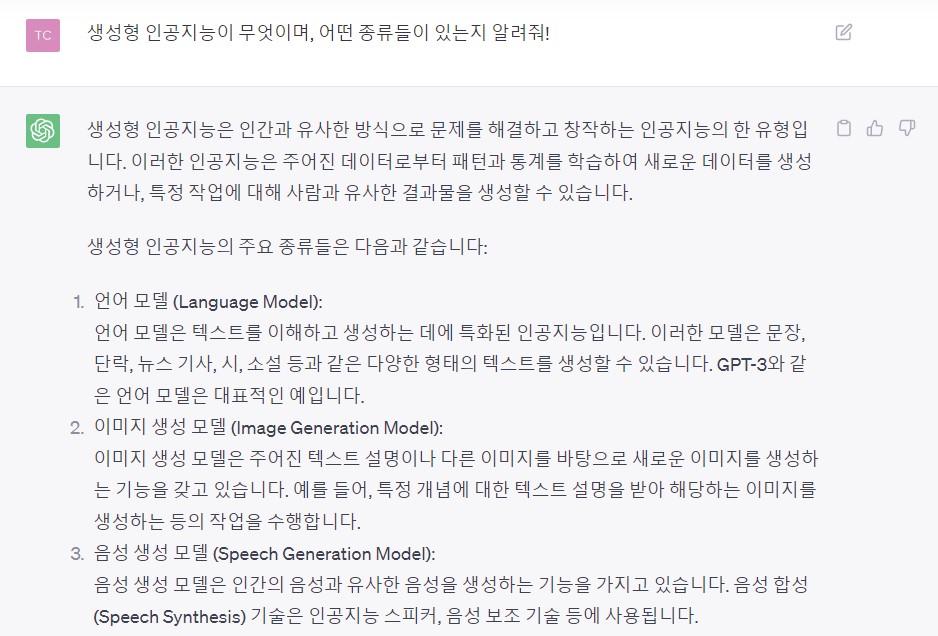 TC
생성형 인공지능이 무엇이며, 어떤 종류들이 있는지 알려줘!
생성형 인공지능은 인간과 유사한 방식으로 문제를 해결하고 창작하는 인공지능의 한 유형입
니다. 이러한 인공지능은 주어진 데이터로부터 패턴과 통계를 학습하여 새로운 데이터를 생성
하거나, 특정 작업에 대해 사람과 유사한 결과물을 생성할 수 있습니다.
생성형 인공지능의 주요 종류들은 다음과 같습니다:
1. 언어 모델 (Language Model):
언어 모델은 텍스트를 이해하고 생성하는 데에 특화된 인공지능입니다. 이러한 모델은 문장,
단락, 뉴스 기사, 시, 소설 등과 같은 다양한 형태의 텍스트를 생성할 수 있습니다. GPT-3와 같
은 언어 모델은 대표적인 예입니다.
2. 이미지 생성 모델 (Image Generation Model):
이미지 생성 모델은 주어진 텍스트 설명이나 다른 이미지를 바탕으로 새로운 이미지를 생성하
는 기능을 갖고 있습니다. 예를 들어, 특정 개념에 대한 텍스트 설명을 받아 해당하는 이미지를
생성하는 등의 작업을 수행합니다.
3. 음성 생성 모델 (Speech Generation Model):
음성 생성 모델은 인간의 음성과 유사한 음성을 생성하는 기능을 가지고 있습니다. 음성 합성
(Speech Synthesis) 기술은 인공지능 스피커, 음성 보조 기술 등에 사용됩니다.